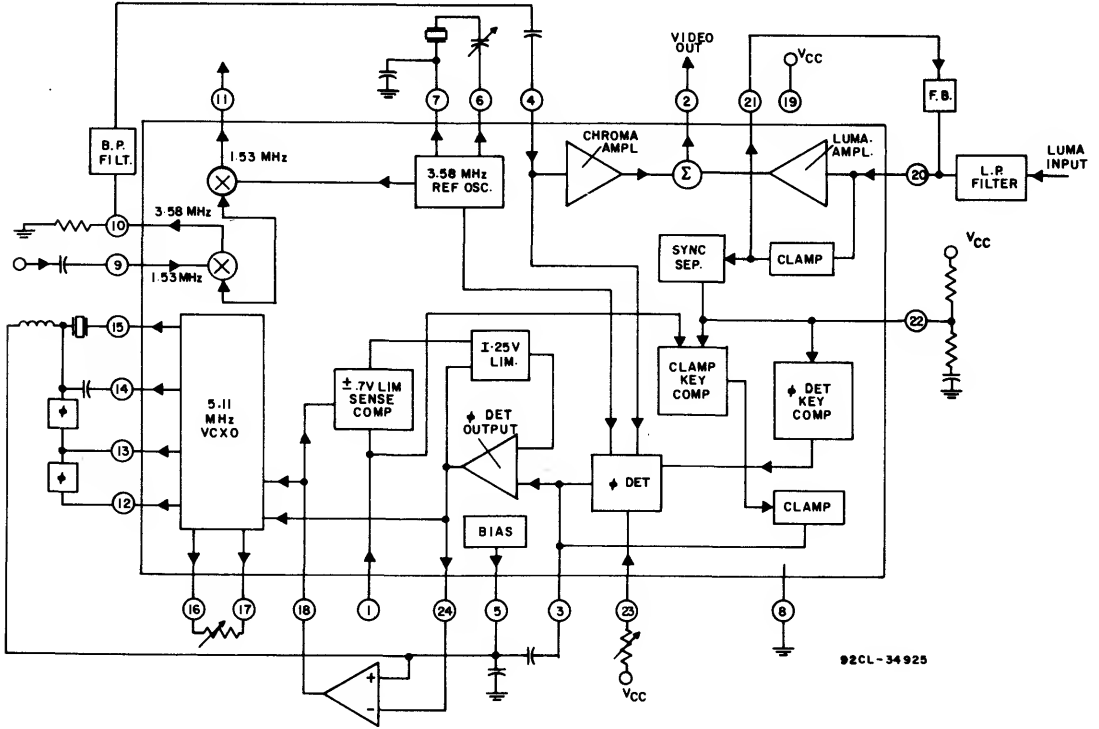 VIDEO
OUT
VCC
11
7
6
4
2
21
19
F.B.
B.P.
FILT.
1.53 MHz
3.58 MHz
REF OSC.
CHROMA
AMPL
Σ
LUMA.
AMPL.
20
L.P.
FILTER
LUMA
INPUT
10
3.58 MHz
9
1.53MHz
SYNC
SEP.
CLAMP
VCC
22
15
14
φ
13
φ
12
5.11
MHz
VCXO
± .7V LIM
SENSE
COMP
I.25V
LIM.
φ DET
OUTPUT
CLAMP
KEY
COMP
φ DET
KEY
COMP
φ DET
CLAMP
BIAS
16
17
18
1
24
5
3
23
8
+
-
VCC
92CL-34925